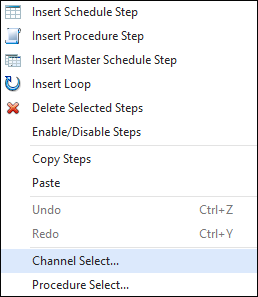 Insert Schedule Step
Insert Procedure Step
Insert Master Schedule Step
Insert Loop
Delete Selected Steps
Enable/Disable Steps
Copy Steps
Paste
Undo Ctrl+Z
Redo Ctrl+Y
Channel Select...
Procedure Select...